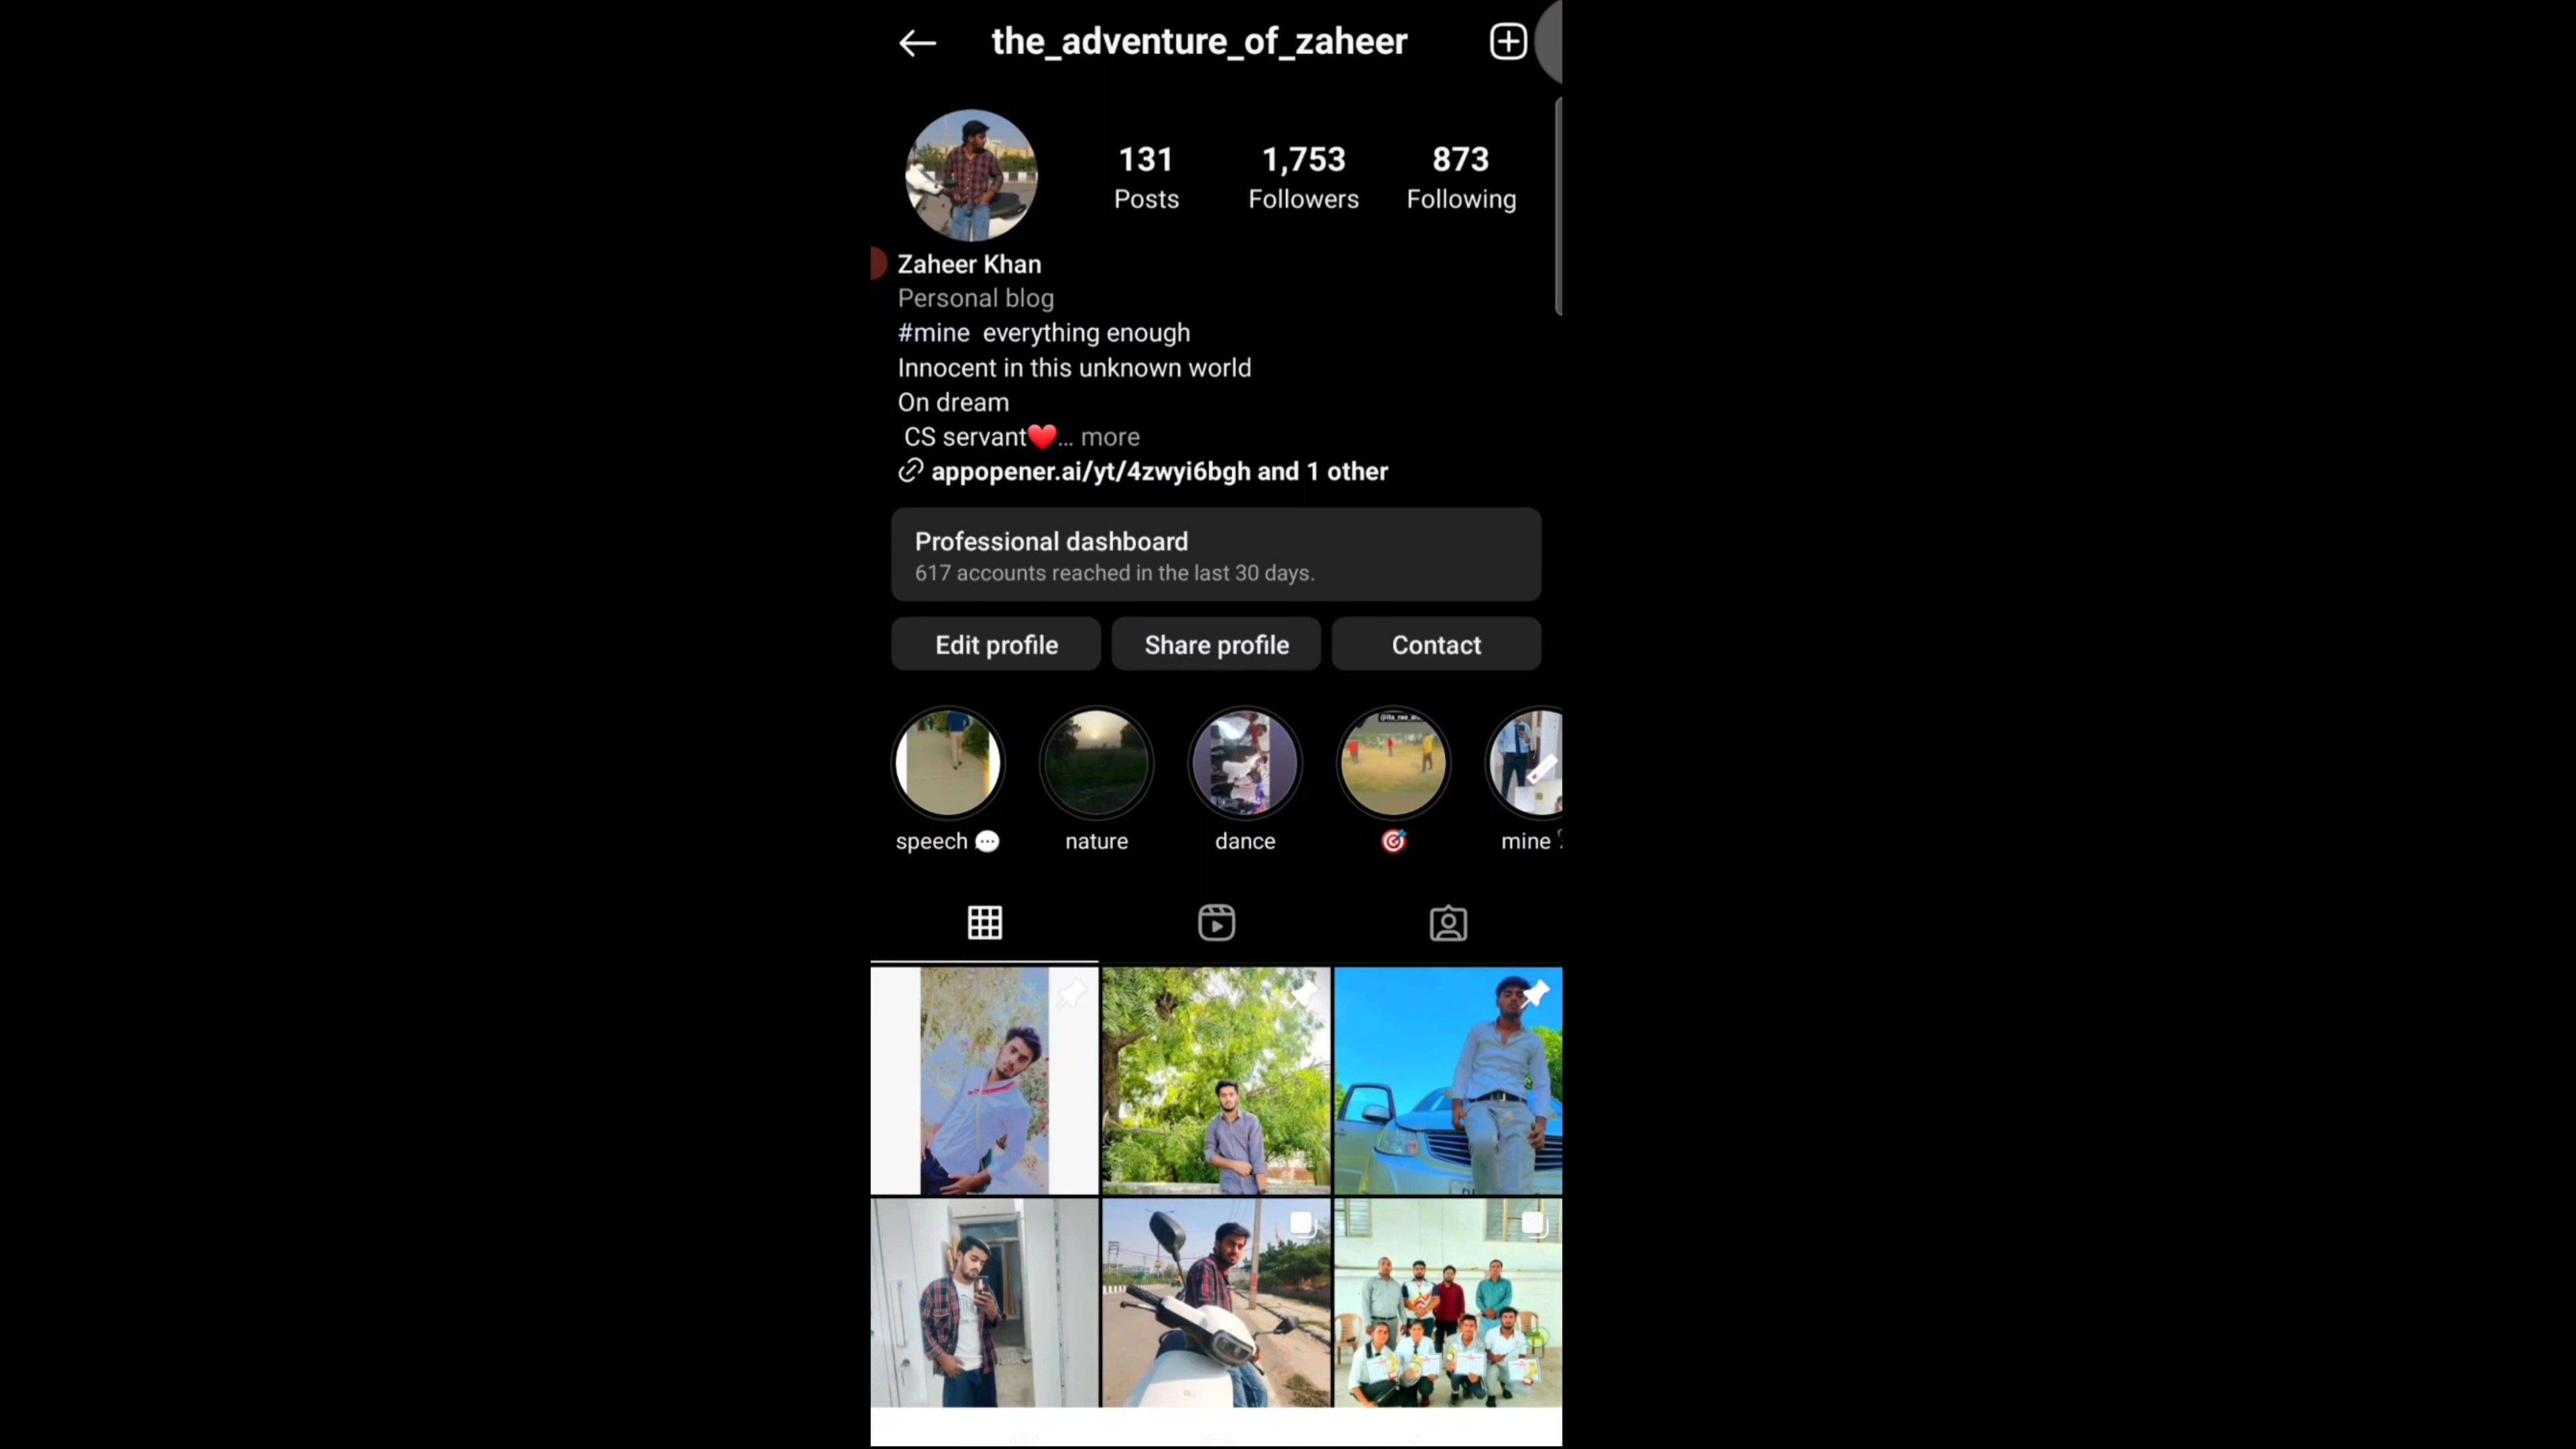 the_adventure_of_zaheer
131 1,753 873
Posts Followers Following
Zaheer Khan
Personal blog
#mine everything enough
Innocent in this unknown world
On dream
CS servant❤️... more
appopener.ai/yt/4zwyi6bgh and 1 other
Professional dashboard
617 accounts reached in the last 30 days.
Edit profile Share profile Contact
speech 💬 nature dance 🎯 mine